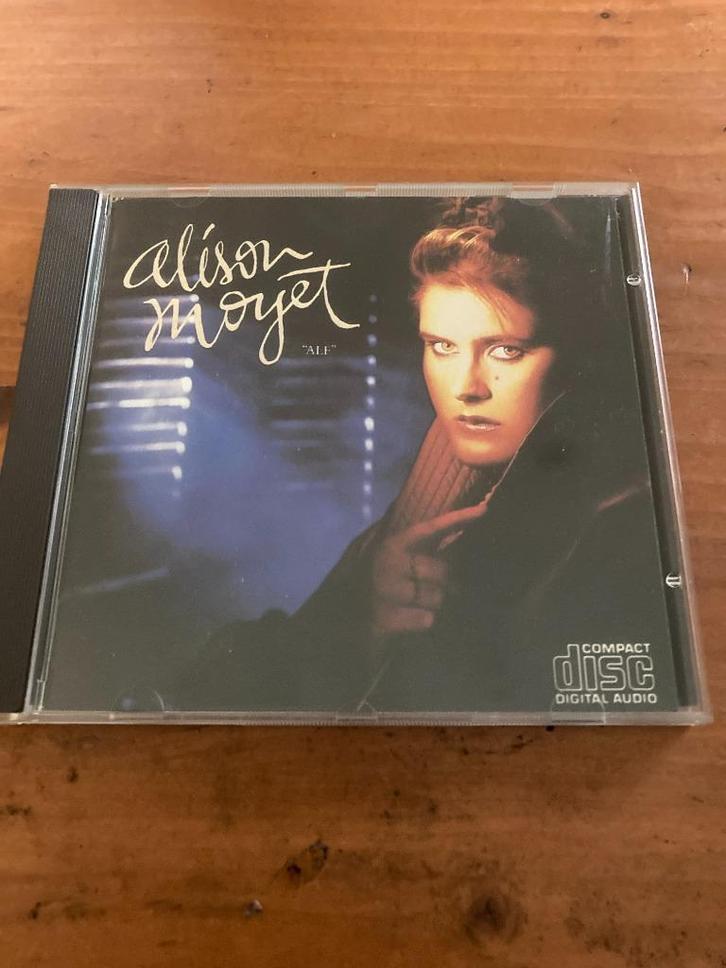 alison
moyet
"ALF"
COMPACT
disc
DIGITAL AUDIO